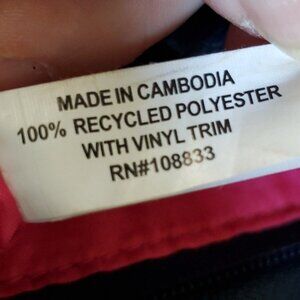 MADE IN CAMBODIA
100% RECYCLED POLYESTER
WITH VINYL TRIM
RN#108833